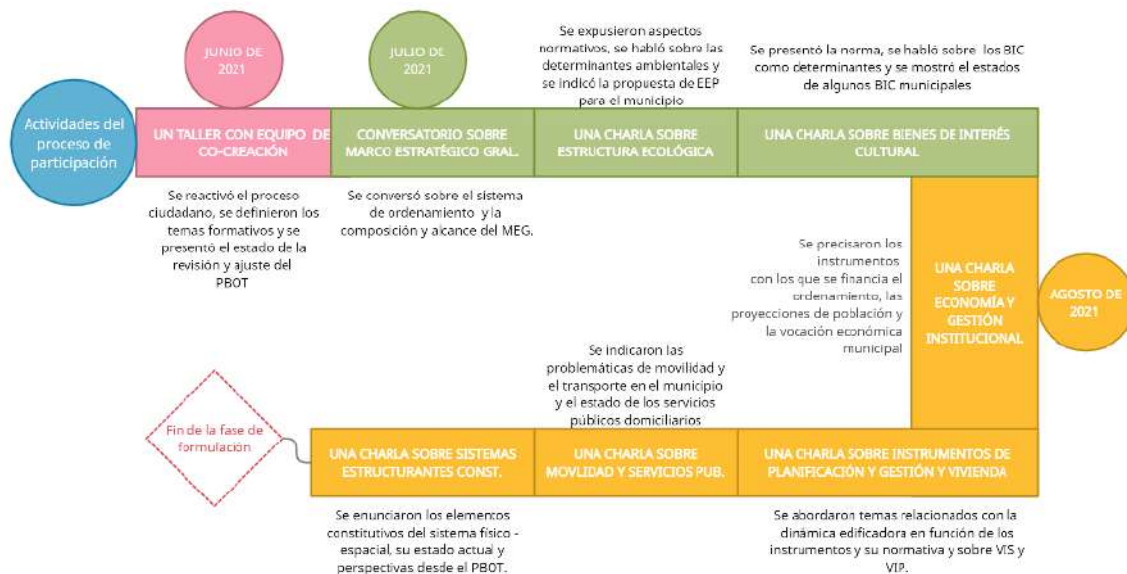 Actividades del
proceso de
participación
JUNIO DE
2021
UN TALLER CON EQUIPO DE
CO-CREACIÓN
Se reactivó el proceso
ciudadano, se definieron los
temas formativos y se
presentó el estado de la
revisión y ajuste del
PBOT
JULIO DE
2021
CONVERSATORIO SOBRE
MARCO ESTRATÉGICO GRAL.
Se conversó sobre el sistema
de ordenamiento y la
composición y alcance del MEG.
Se expusieron aspectos
normativos, se habló sobre las
determinantes ambientales y
se indicó la propuesta de EEP
para el municipio
UNA CHARLA SOBRE
ESTRUCTURA ECOLÓGICA
Se presentó la norma, se habló sobre los BIC
como determinantes y se mostró el estados
de algunos BIC municipales
UNA CHARLA SOBRE BIENES DE INTERÉS
CULTURAL
Se precisaron los
instrumentos
con los que se financia el
ordenamiento, las
proyecciones de población y
la vocación económica
municipal
UNA CHARLA
SOBRE
ECONOMÍA Y
GESTIÓN
INSTITUCIONAL
AGOSTO DE
2021
UNA CHARLA SOBRE INSTRUMENTOS DE
PLANIFICACIÓN Y GESTIÓN Y VIVIENDA
Se abordaron temas relacionados con la
dinámica edificadora en función de los
instrumentos y su normativa y sobre VIS y
VIP.
Se indicaron las
problemáticas de movilidad y
el transporte en el municipio
y el estado de los servicios
públicos domiciliarios
UNA CHARLA SOBRE
MOVLIDAD Y SERVICIOS PUB.
UNA CHARLA SOBRE SISTEMAS
ESTRUCTURANTES CONST.
Se enunciaron los elementos
constitutivos del sistema físico -
espacial, su estado actual y
perspectivas desde el PBOT.
Fin de la fase de
formulación